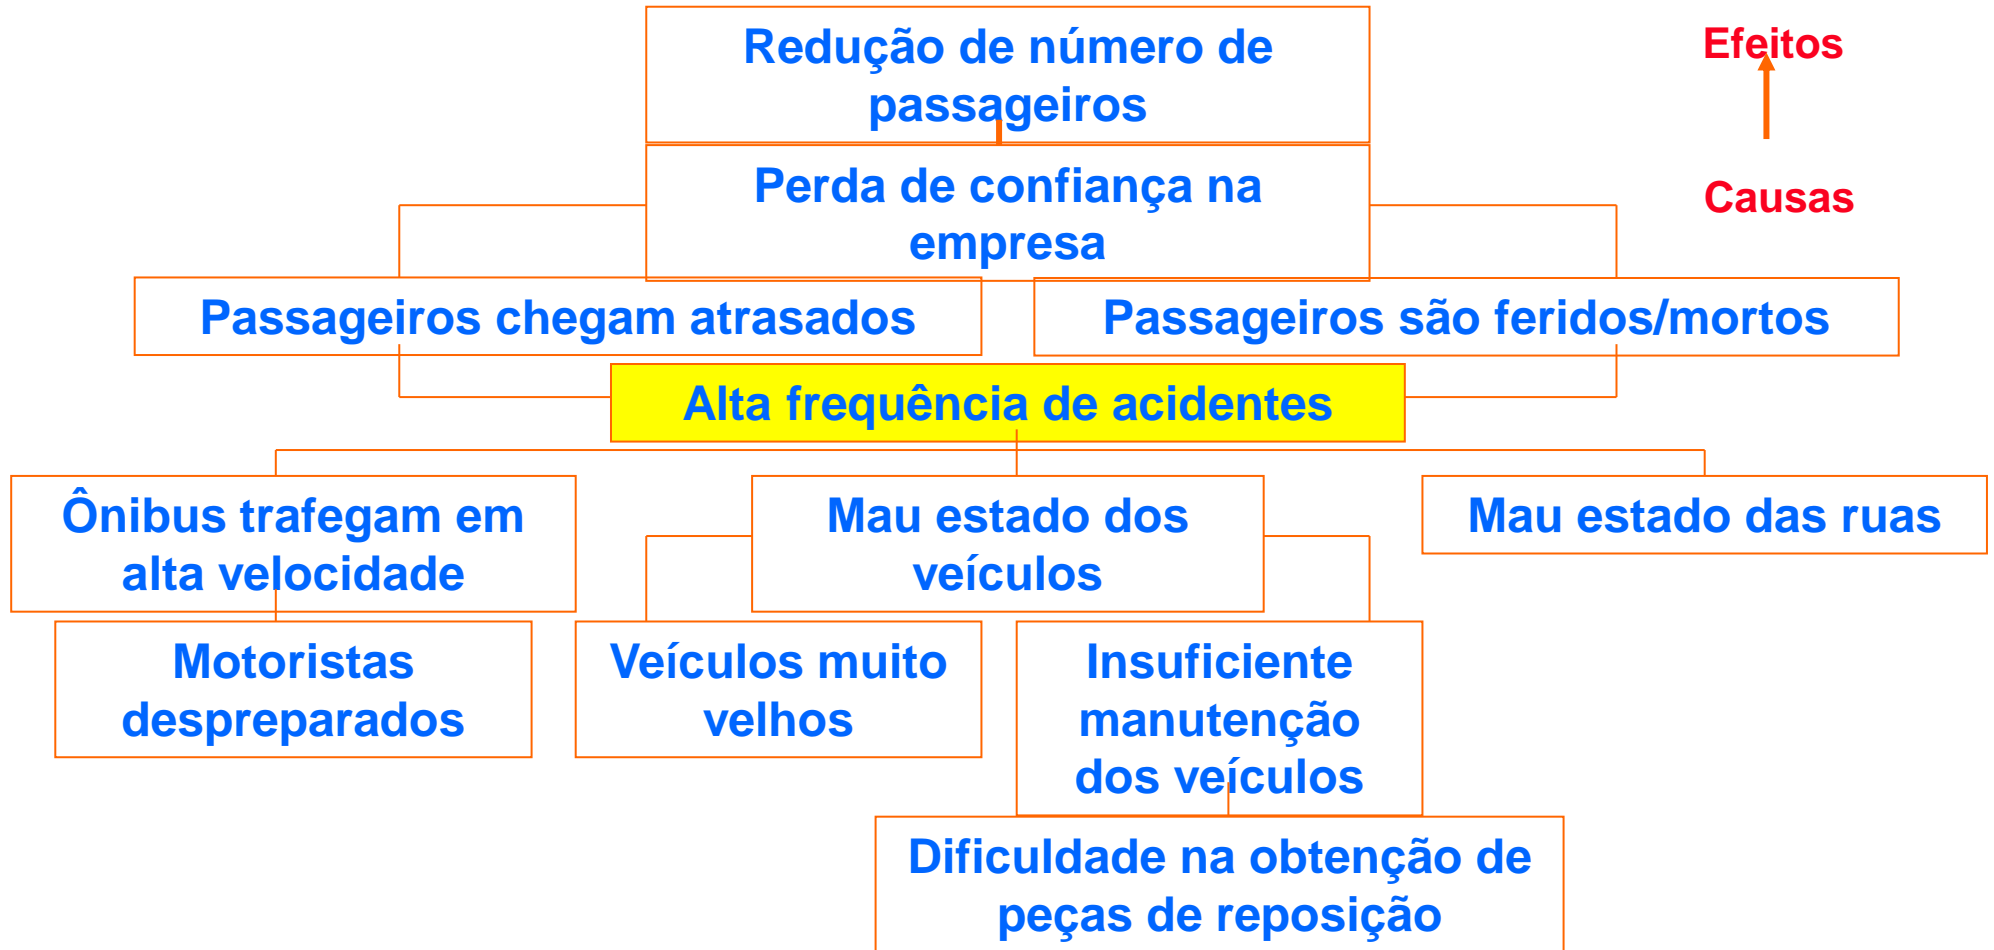 Redução de número de
passageiros
Efeitos
Perda de confiança na
empresa
Causas
Passageiros chegam atrasados
Passageiros são feridos/mortos
Alta frequência de acidentes
Ônibus trafegam em
alta velocidade
Mau estado dos
veículos
Mau estado das ruas
Motoristas
despreparados
Veículos muito
velhos
Insuficiente
manutenção
dos veículos
Dificuldade na obtenção de
peças de reposição